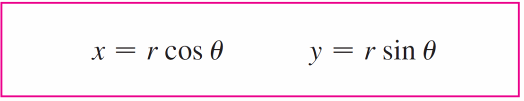 x = r cos θ y = r sin θ